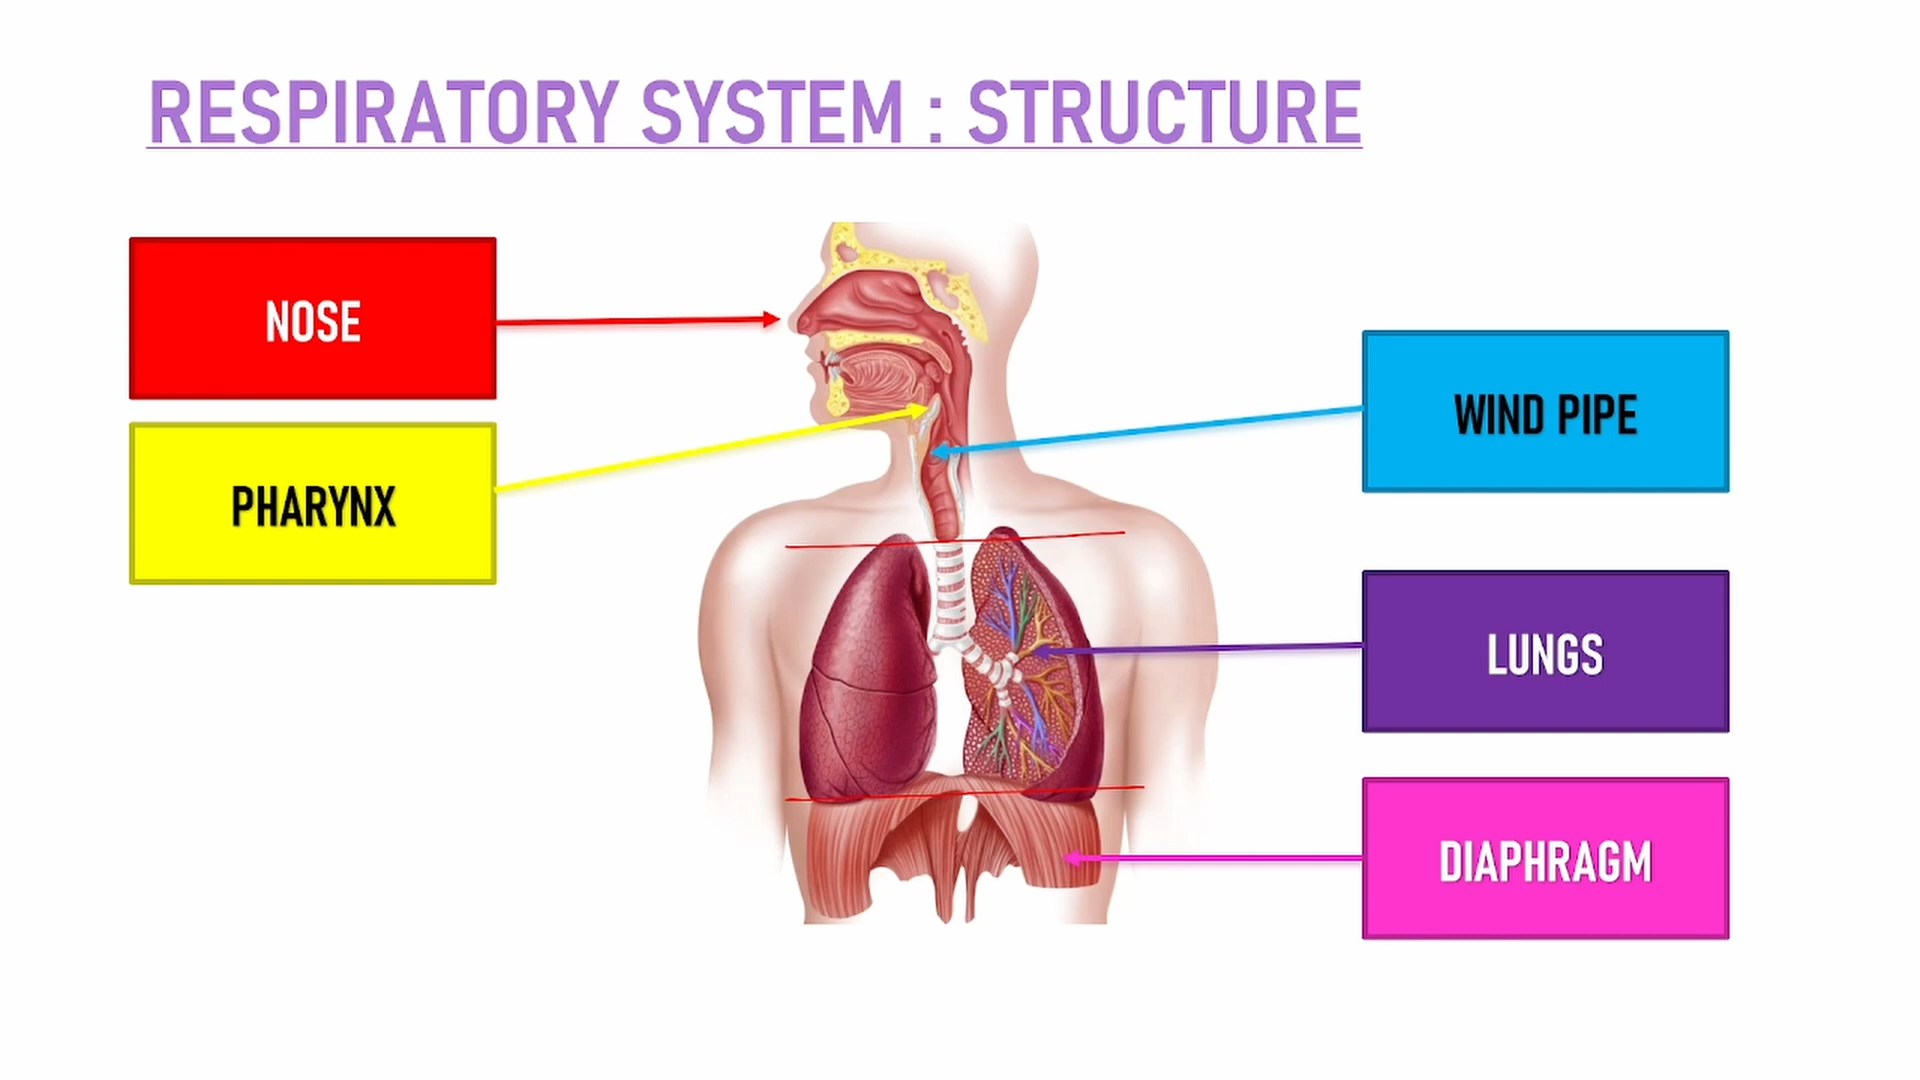 RESPIRATORY SYSTEM : STRUCTURE
NOSE
PHARYNX
WIND PIPE
LUNGS
DIAPHRAGM